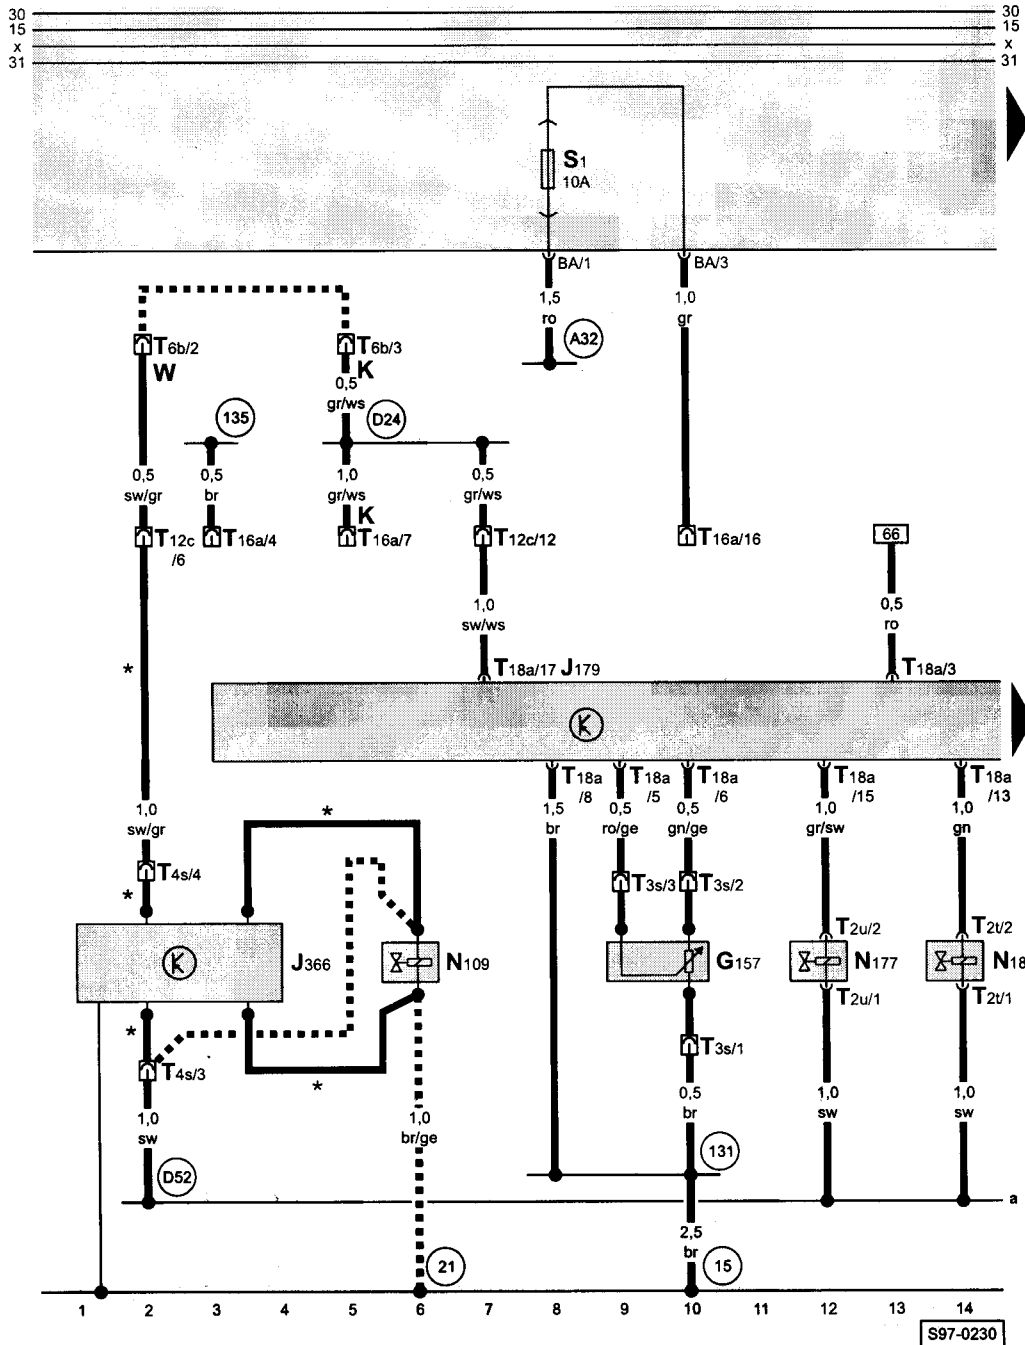 30 30
15 15
x x
31 31
S1
10A
BA/1 BA/3
1,5 1,0
ro gr
A32
T6b/2 T6b/3
W K
0,5
gr/ws
135 D24
0,5 0,5 1,0 0,5
sw/gr br gr/ws gr/ws
K
T12c/6 T16a/4 T16a/7 T12c/12 T16a/16 66
1,0 0,5
sw/ws ro
*
T18a/17 J179 T18a/3
T18a/8 T18a/5 T18a/6 T18a/15 T18a/13
1,0 * 1,5 0,5 0,5 1,0 1,0
sw/gr br ro/ge gn/ge gr/sw gn
T4s/4 T3s/3 T3s/2
*
T2u/2 T2t/2
J366 N109 G157 N177 N18
T2u/1 T2t/1
*
T4s/3 T3s/1
*
1,0 1,0 0,5 1,0 1,0
sw br/ge br sw sw
131
D52 a
2,5
br
21 15
1 2 3 4 5 6 7 8 9 10 11 12 13 14
S97-0230